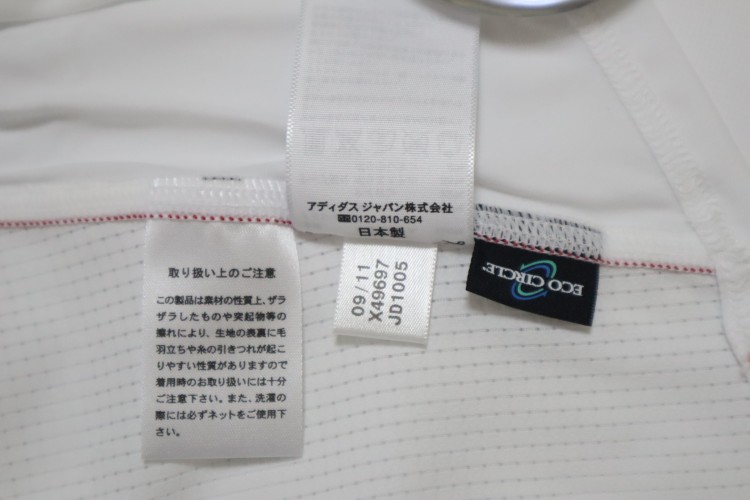 アディダス ジャパン株式会社
0120-810-654
日本製
取り扱い上のご注意
この製品は素材の性質上、ザラ
ザラしたものや突起物等の
擦れにより、生地の表裏に毛
羽立ちや糸の引きつれが起こ
りやすい性質がありますので
着用時のお取り扱いには十分
ご注意下さい。また、洗濯の
際には必ずネットをご使用下
さい。
09/11
X49697
JD1005
ECO CIRCLE